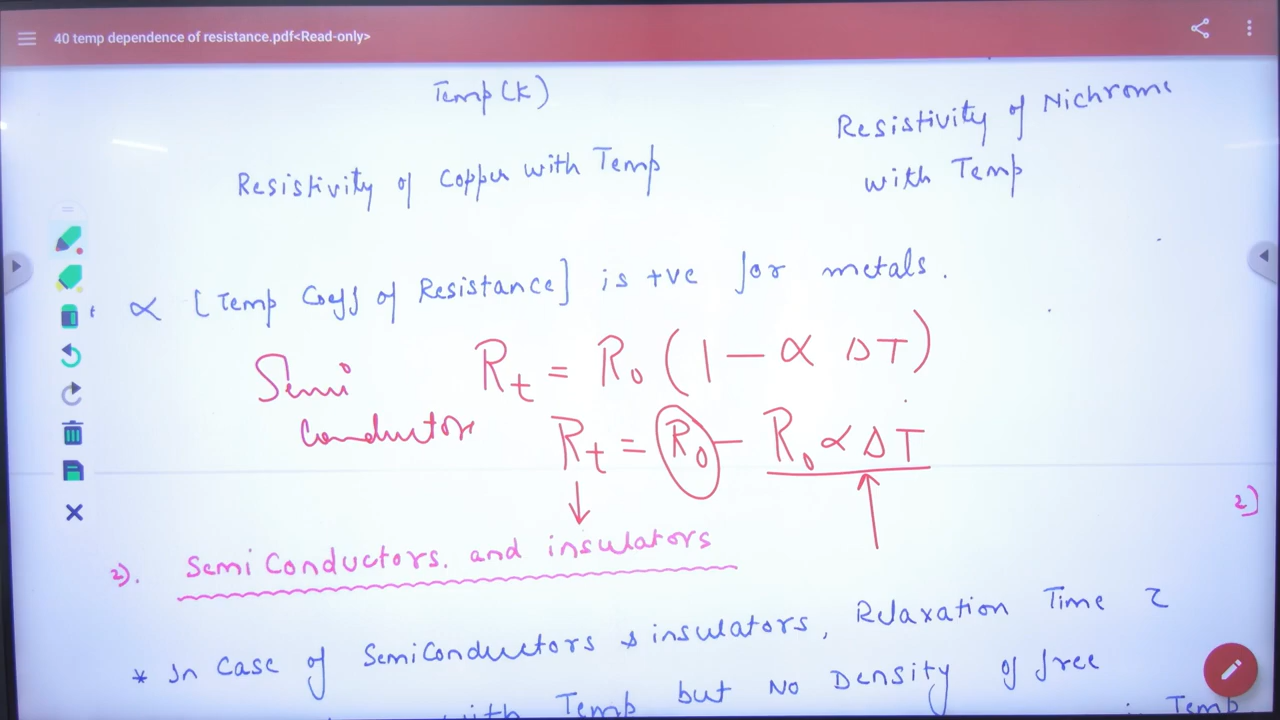 40 temp dependence of resistance.pdf<Read-only>
Temp(K)
Resistivity of Copper with Temp
Resistivity of Nichrome
with Temp
∝ [Temp Coeff of Resistance] is +ve for metals.
Semi
Conductors
Rt = R0 (1 - ∝ ΔT)
Rt = R0 - R0 ∝ ΔT
2). Semi Conductors. and insulators
2)
* In Case of SemiConductors & insulators, Relaxation Time τ
with Temp but No Density of free
Temp